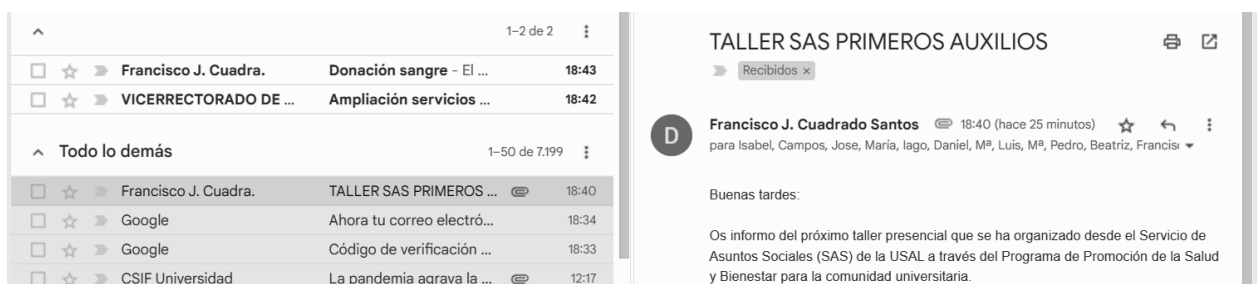 1–2 de 2
Francisco J. Cuadra. Donación sangre - El ... 18:43
VICERRECTORADO DE ... Ampliación servicios ... 18:42
Todo lo demás 1–50 de 7.199
Francisco J. Cuadra. TALLER SAS PRIMEROS ... 18:40
Google Ahora tu correo electró... 18:34
Google Código de verificación ... 18:33
CSIF Universidad La pandemia agrava la ... 12:17
TALLER SAS PRIMEROS AUXILIOS
Recibidos ×
D
Francisco J. Cuadrado Santos 18:40 (hace 25 minutos)
para Isabel, Campos, Jose, María, Iago, Daniel, Mª, Luis, Mª, Pedro, Beatriz, Francis
Buenas tardes:
Os informo del próximo taller presencial que se ha organizado desde el Servicio de
Asuntos Sociales (SAS) de la USAL a través del Programa de Promoción de la Salud
y Bienestar para la comunidad universitaria.